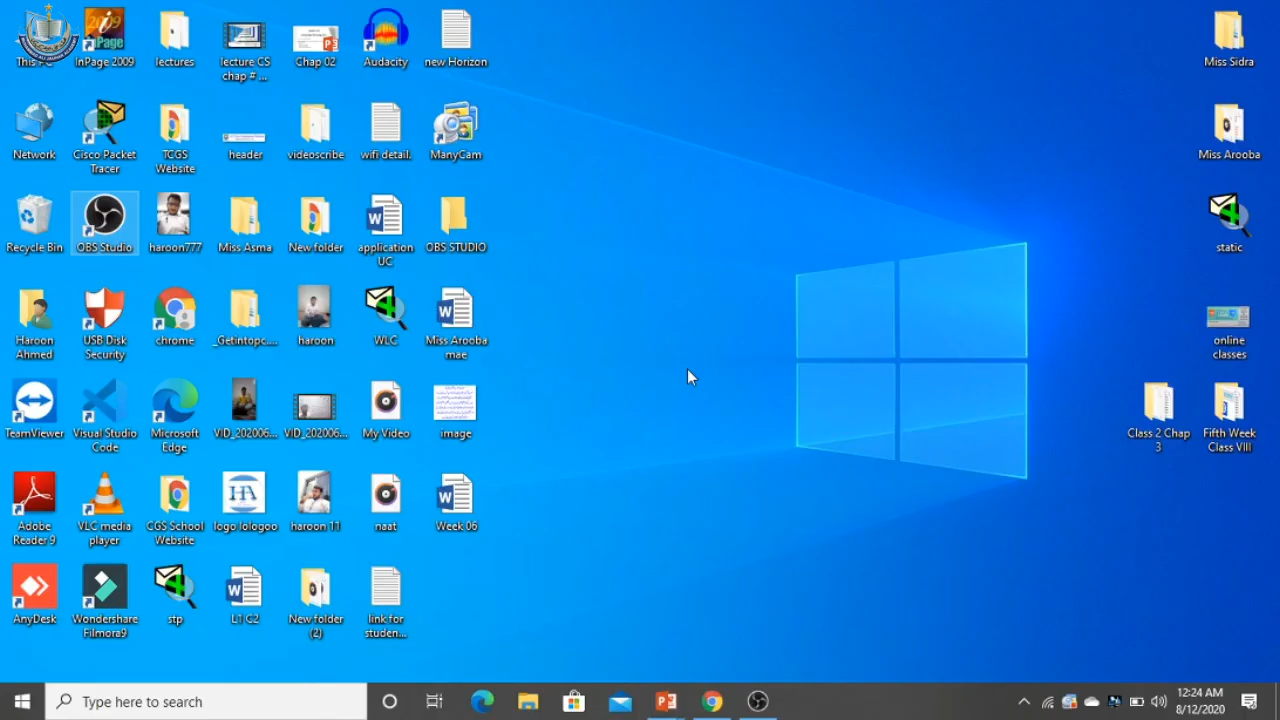 This PC
InPage 2009
lectures
lecture CS
chap # ...
Chap 02
Audacity
new Horizon
Miss Sidra
Network
Cisco Packet
Tracer
TCGS
Website
header
videoscribe
wifi detail.
ManyCam
Miss Arooba
Recycle Bin
OBS Studio
haroon777
Miss Asma
New folder
application
UC
OBS STUDIO
static
Haroon
Ahmed
USB Disk
Security
chrome
_Getintopc....
haroon
WLC
Miss Arooba
mae
online
classes
TeamViewer
Visual Studio
Code
Microsoft
Edge
VID_202006...
VID_202006...
My Video
image
Class 2 Chap
3
Fifth Week
Class VIII
Adobe
Reader 9
VLC media
player
CGS School
Website
logo lologoo
haroon 11
naat
Week 06
AnyDesk
Wondershare
Filmora9
stp
L1 C2
New folder
(2)
link for
studen...
Type here to search
12:24 AM
8/12/2020